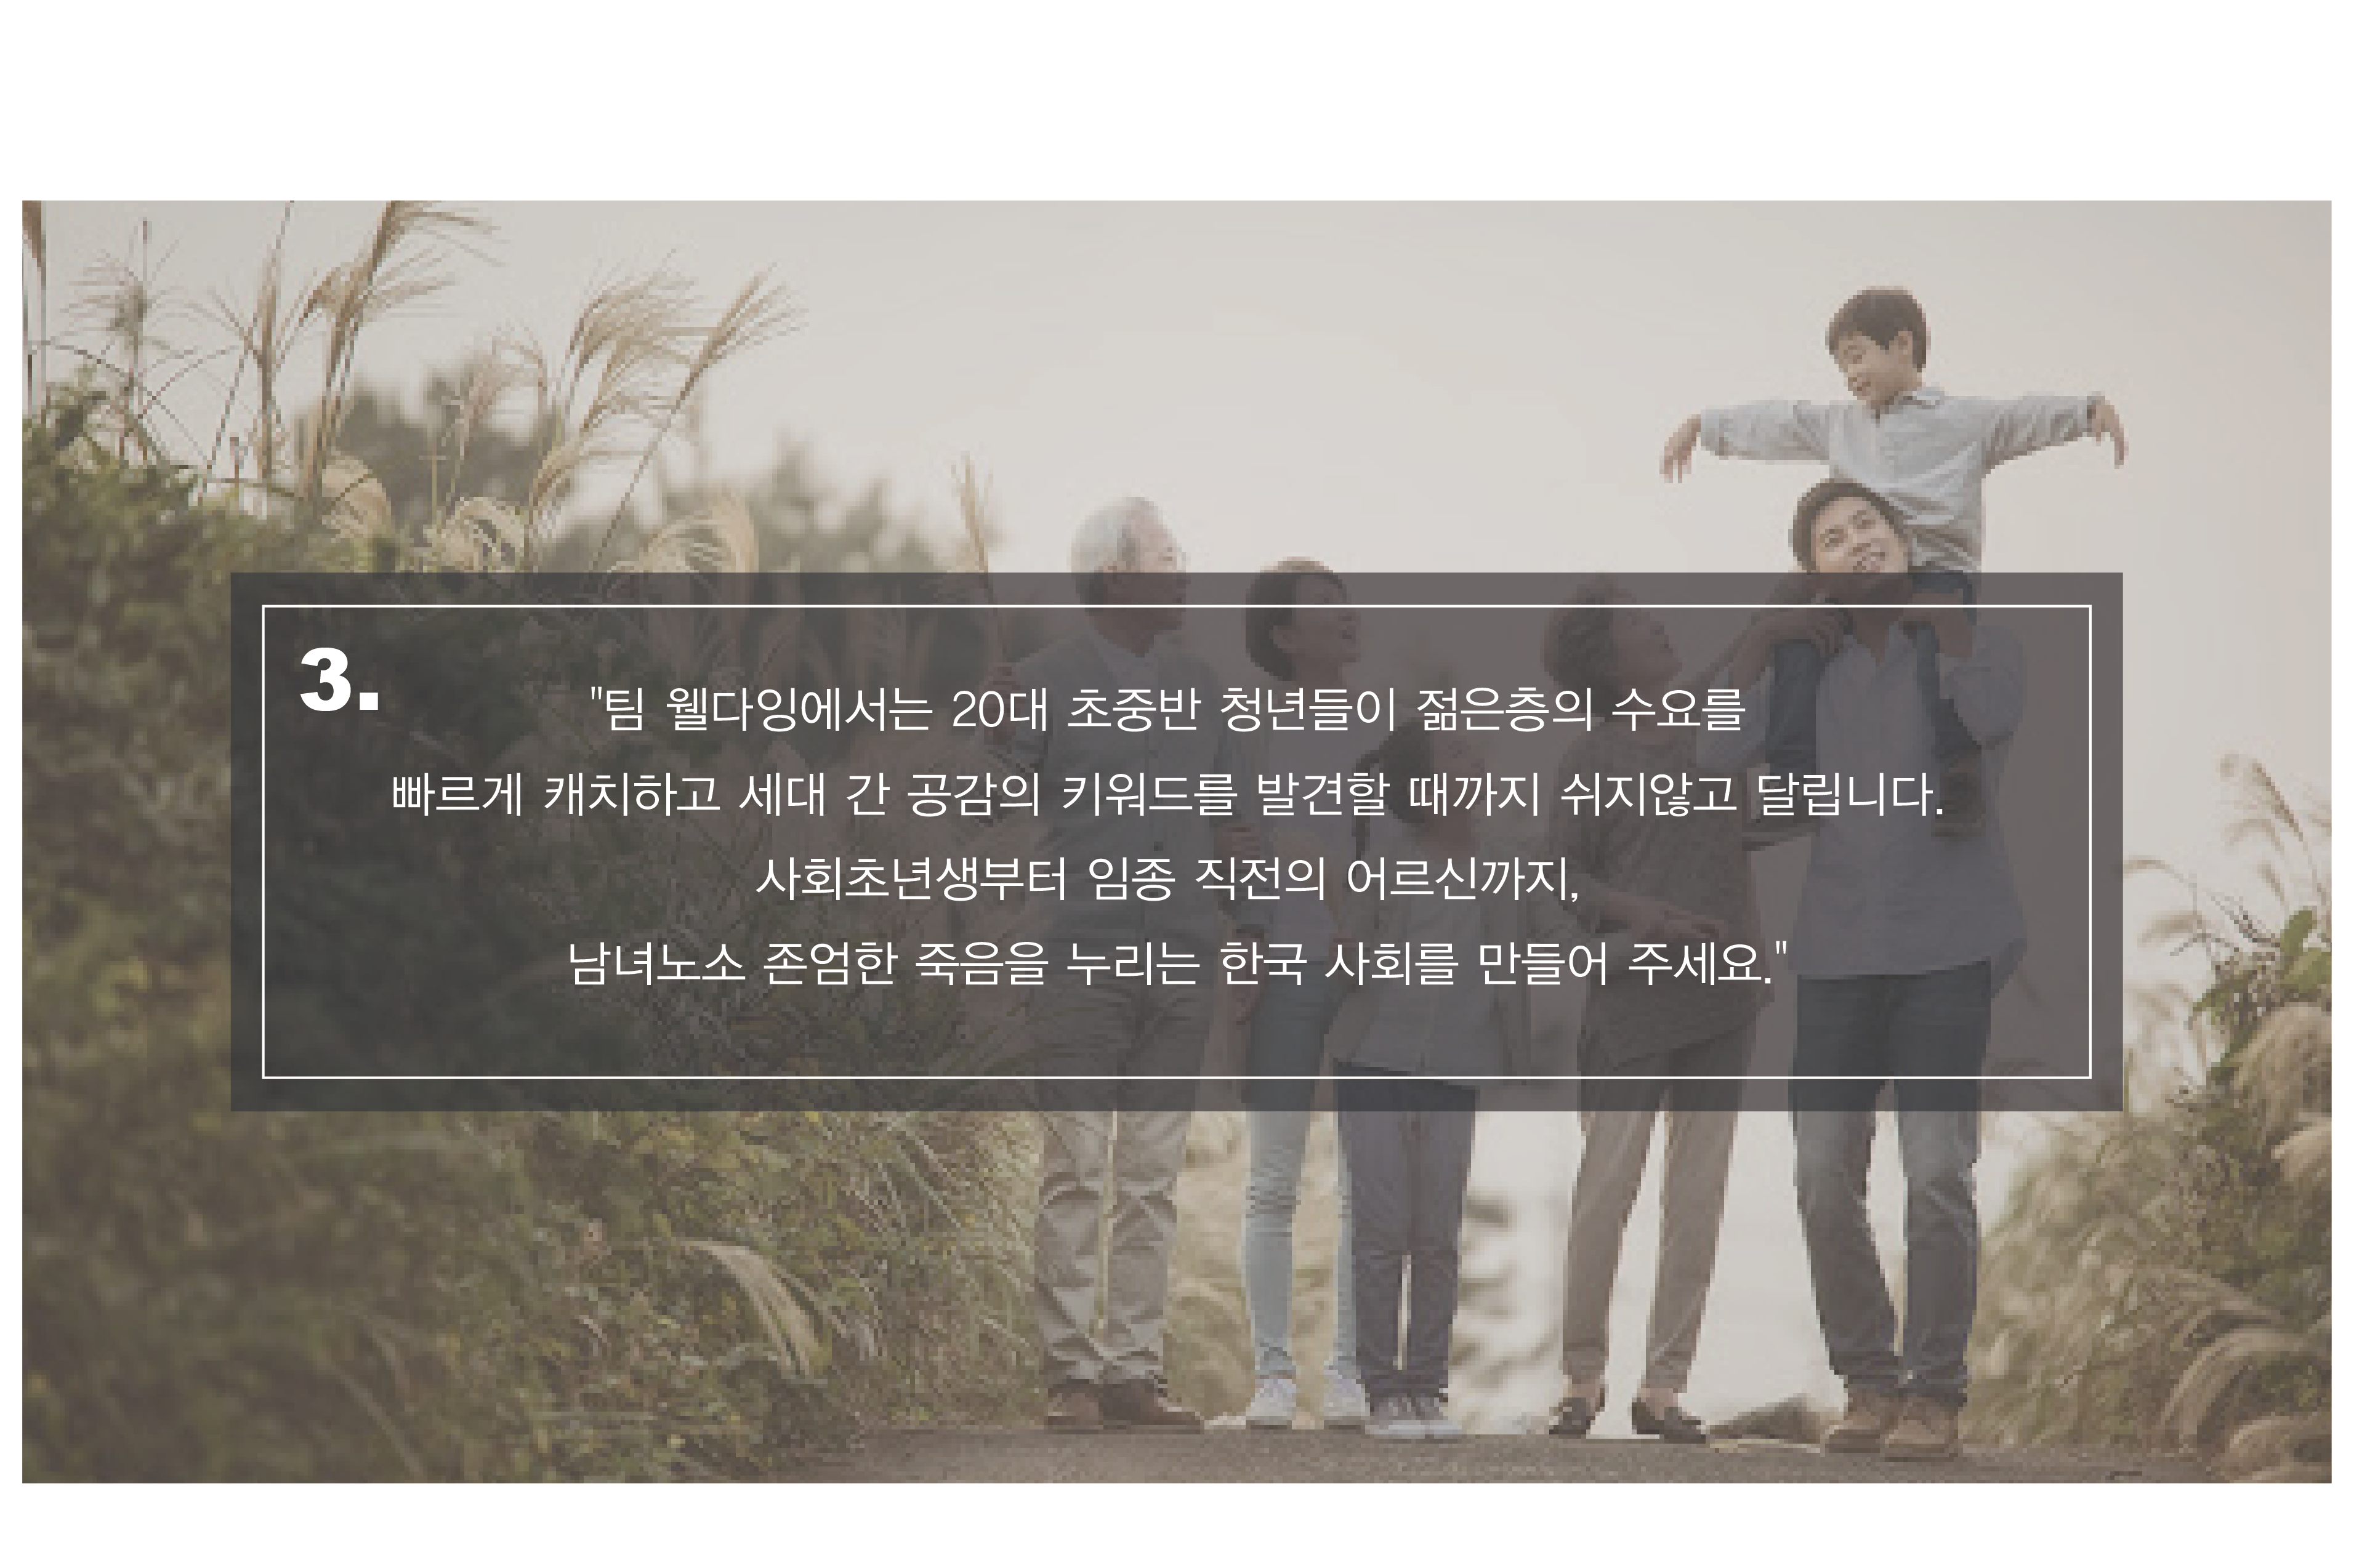 3.
"팀 웰다잉에서는 20대 초중반 청년들이 젊은층의 수요를
빠르게 캐치하고 세대 간 공감의 키워드를 발견할 때까지 쉬지않고 달립니다.
사회초년생부터 임종 직전의 어르신까지,
남녀노소 존엄한 죽음을 누리는 한국 사회를 만들어 주세요."